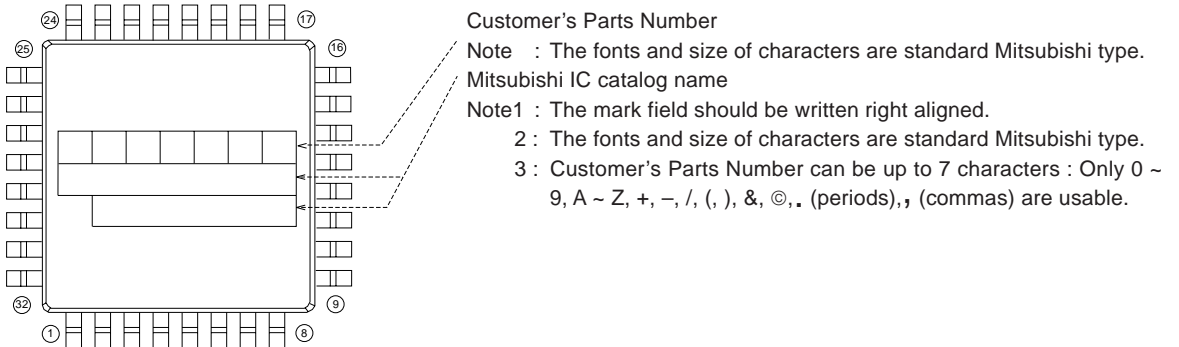 24
17
25
16
32
9
1
8
Customer's Parts Number
Note : The fonts and size of characters are standard Mitsubishi type.
Mitsubishi IC catalog name
Note1 : The mark field should be written right aligned.
2 : The fonts and size of characters are standard Mitsubishi type.
3 : Customer's Parts Number can be up to 7 characters : Only 0 ~
9, A ~ Z, +, –, /, (, ), &, ©, . (periods), , (commas) are usable.